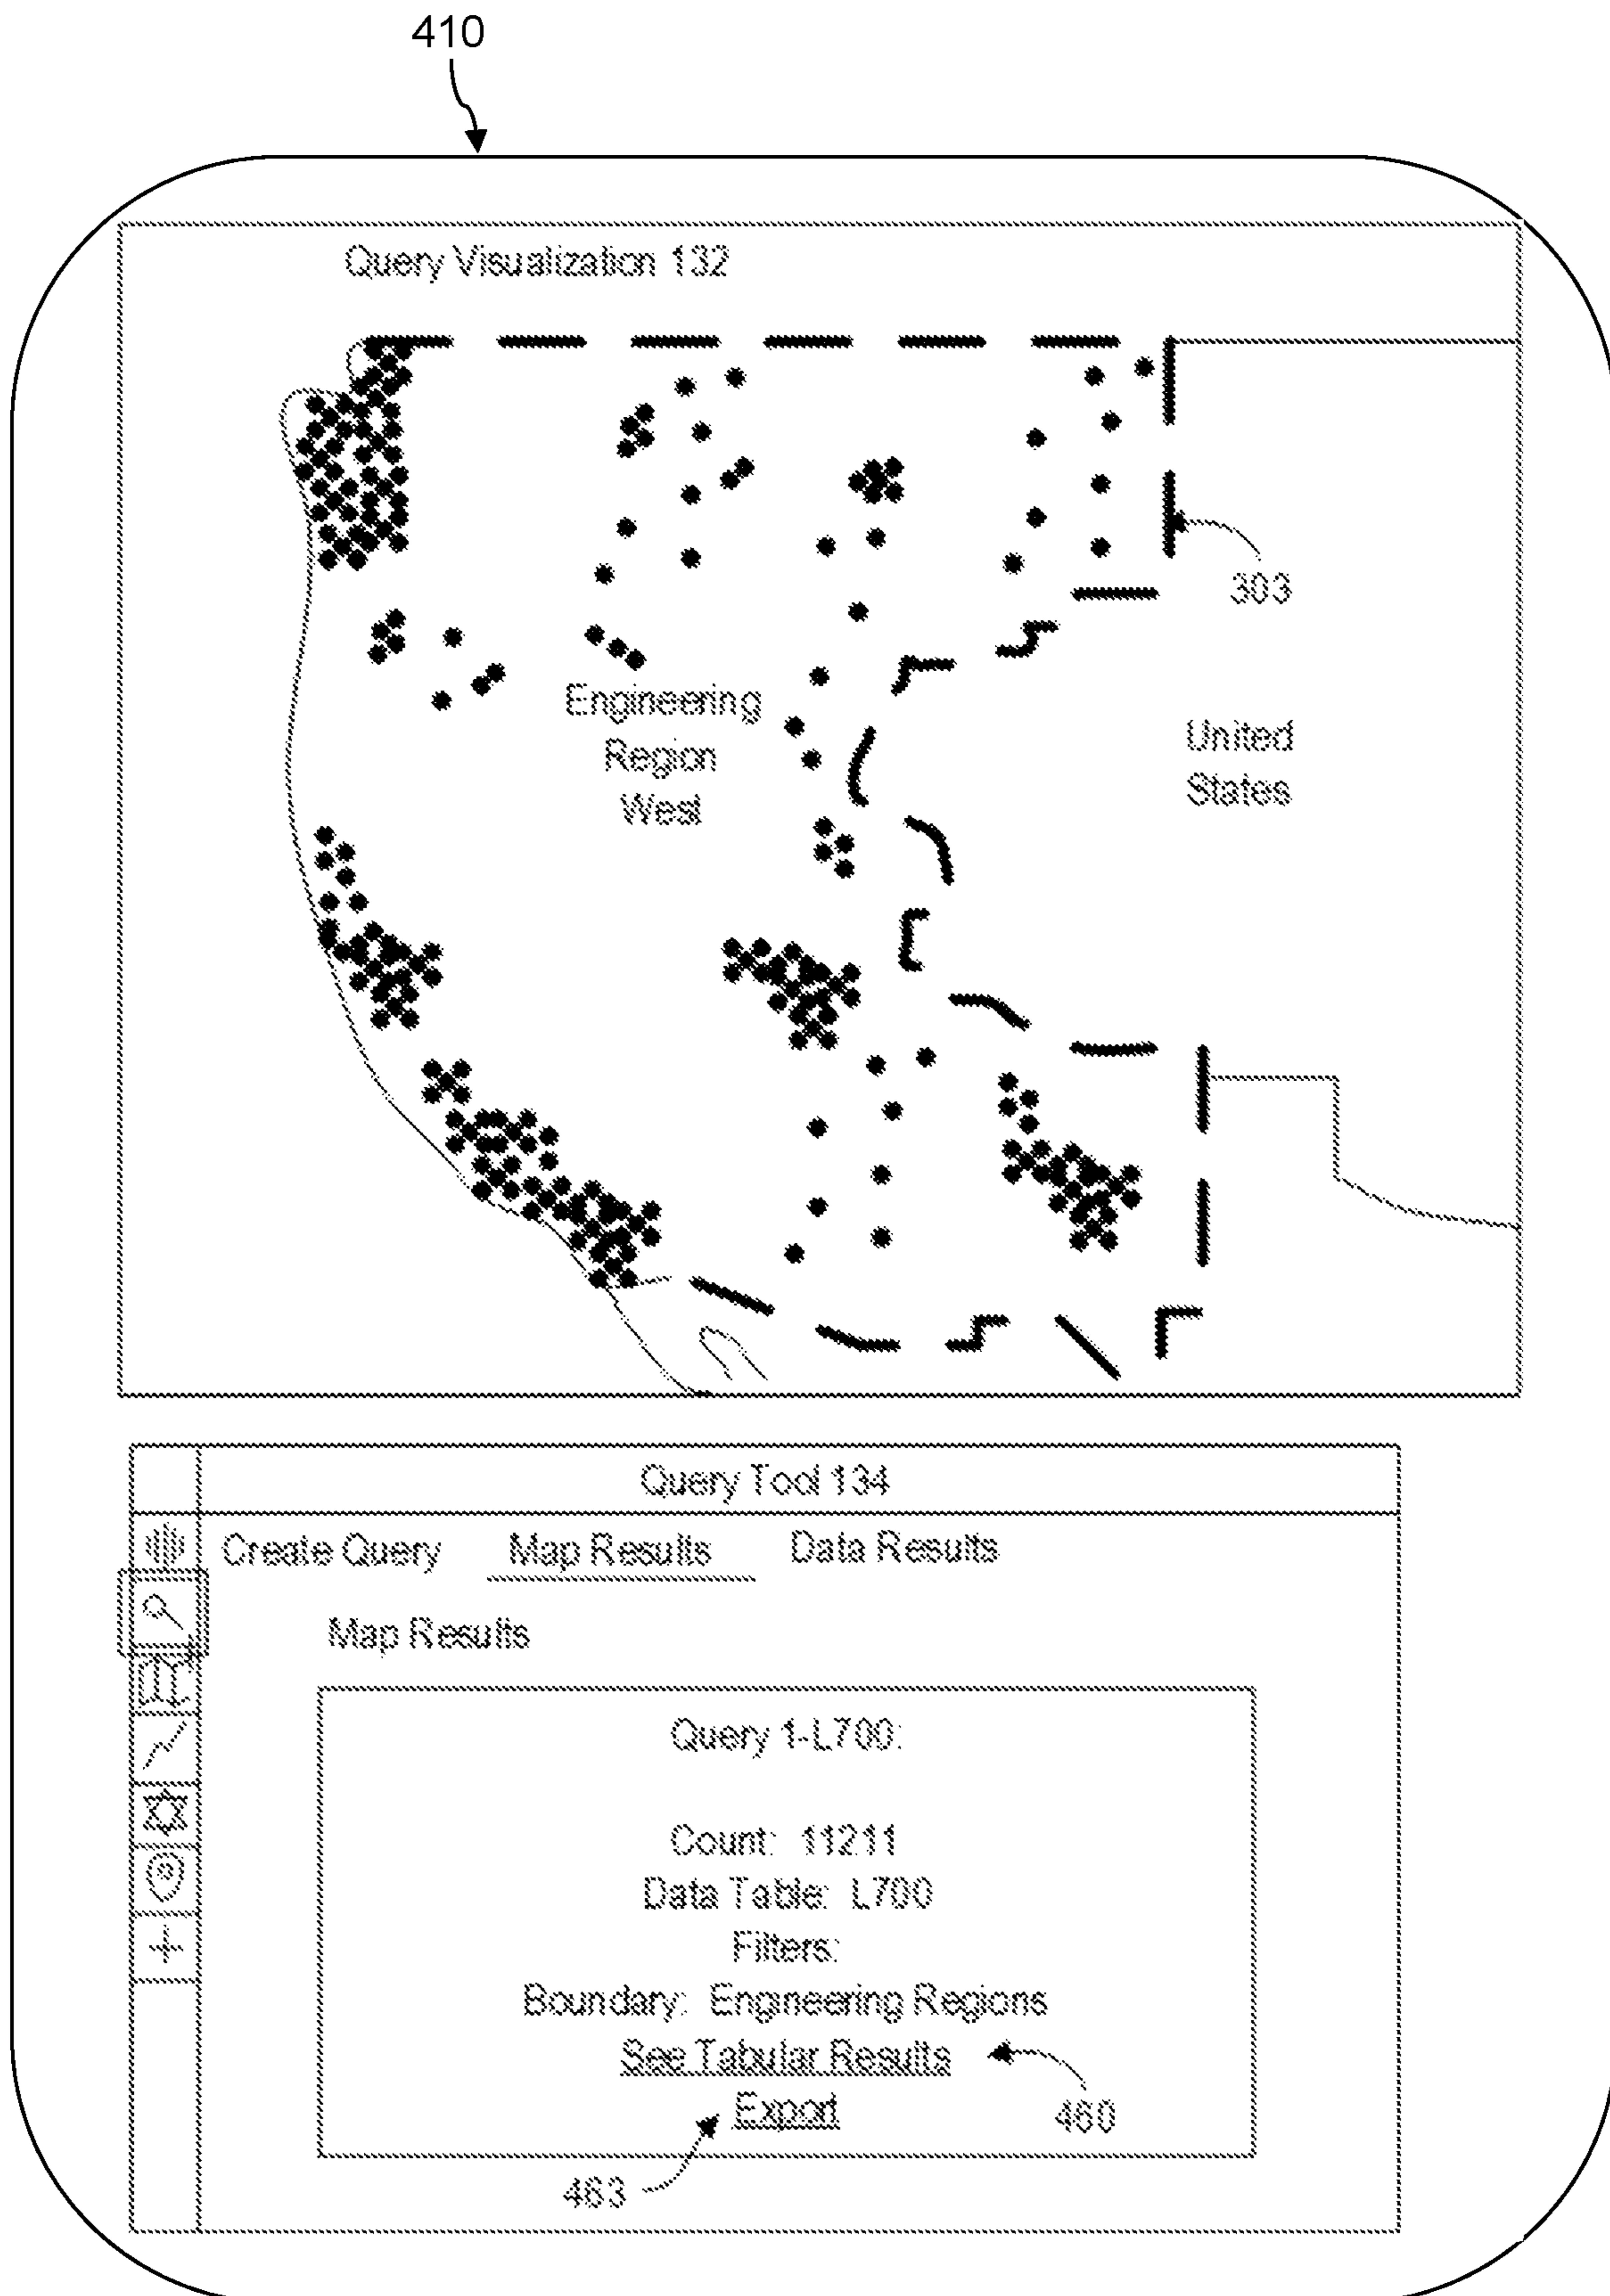 410
Query Visualization 132
303
Engineering
Region
West
United
States
Query Tool 134
Create Query Map Results Data Results
Map Results
Query 1-L700:
Count: 11211
Data Table: L700
Filters:
Boundary: Engineering Regions
See Tabular Results
Export
460
463